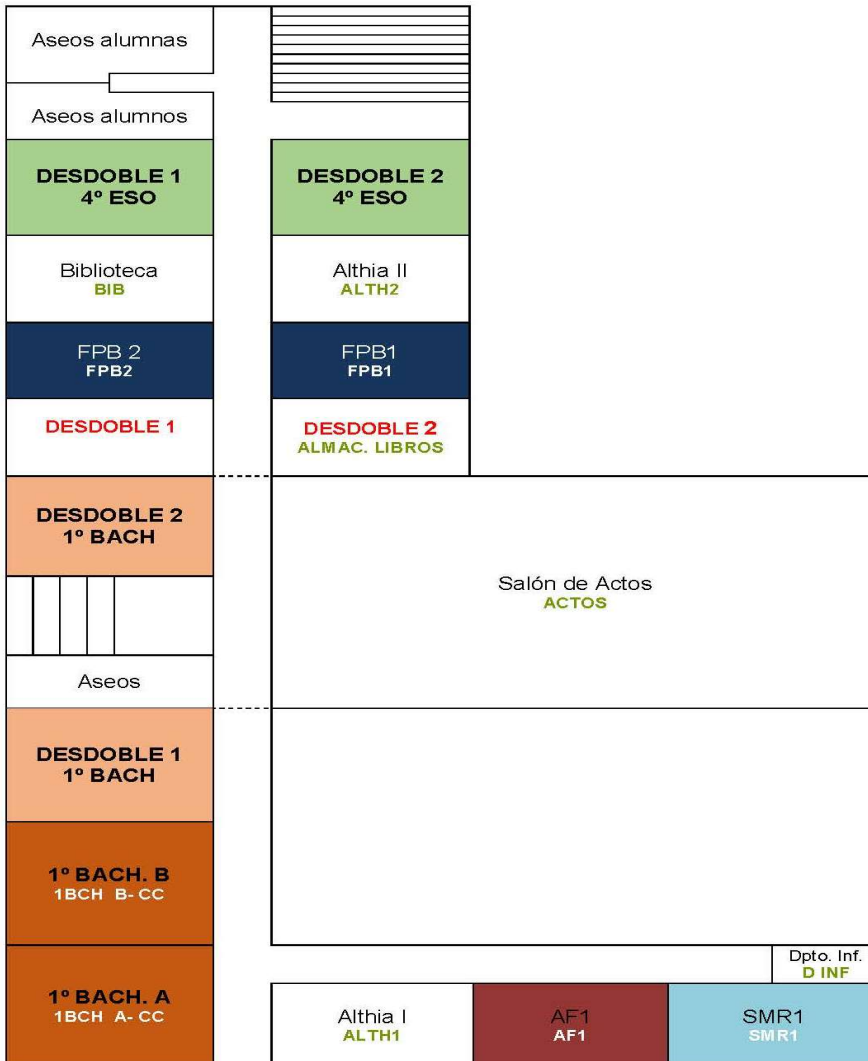 Aseos alumnas
Aseos alumnos
DESDOBLE 1
4º ESO
DESDOBLE 2
4º ESO
Biblioteca
BIB
Althia II
ALTH2
FPB 2
FPB2
FPB1
FPB1
DESDOBLE 1
DESDOBLE 2
ALMAC. LIBROS
DESDOBLE 2
1º BACH
Salón de Actos
ACTOS
Aseos
DESDOBLE 1
1º BACH
1º BACH. B
1BCH B- CC
Dpto. Inf.
D INF
1º BACH. A
1BCH A- CC
Althia I
ALTH1
AF1
AF1
SMR1
SMR1